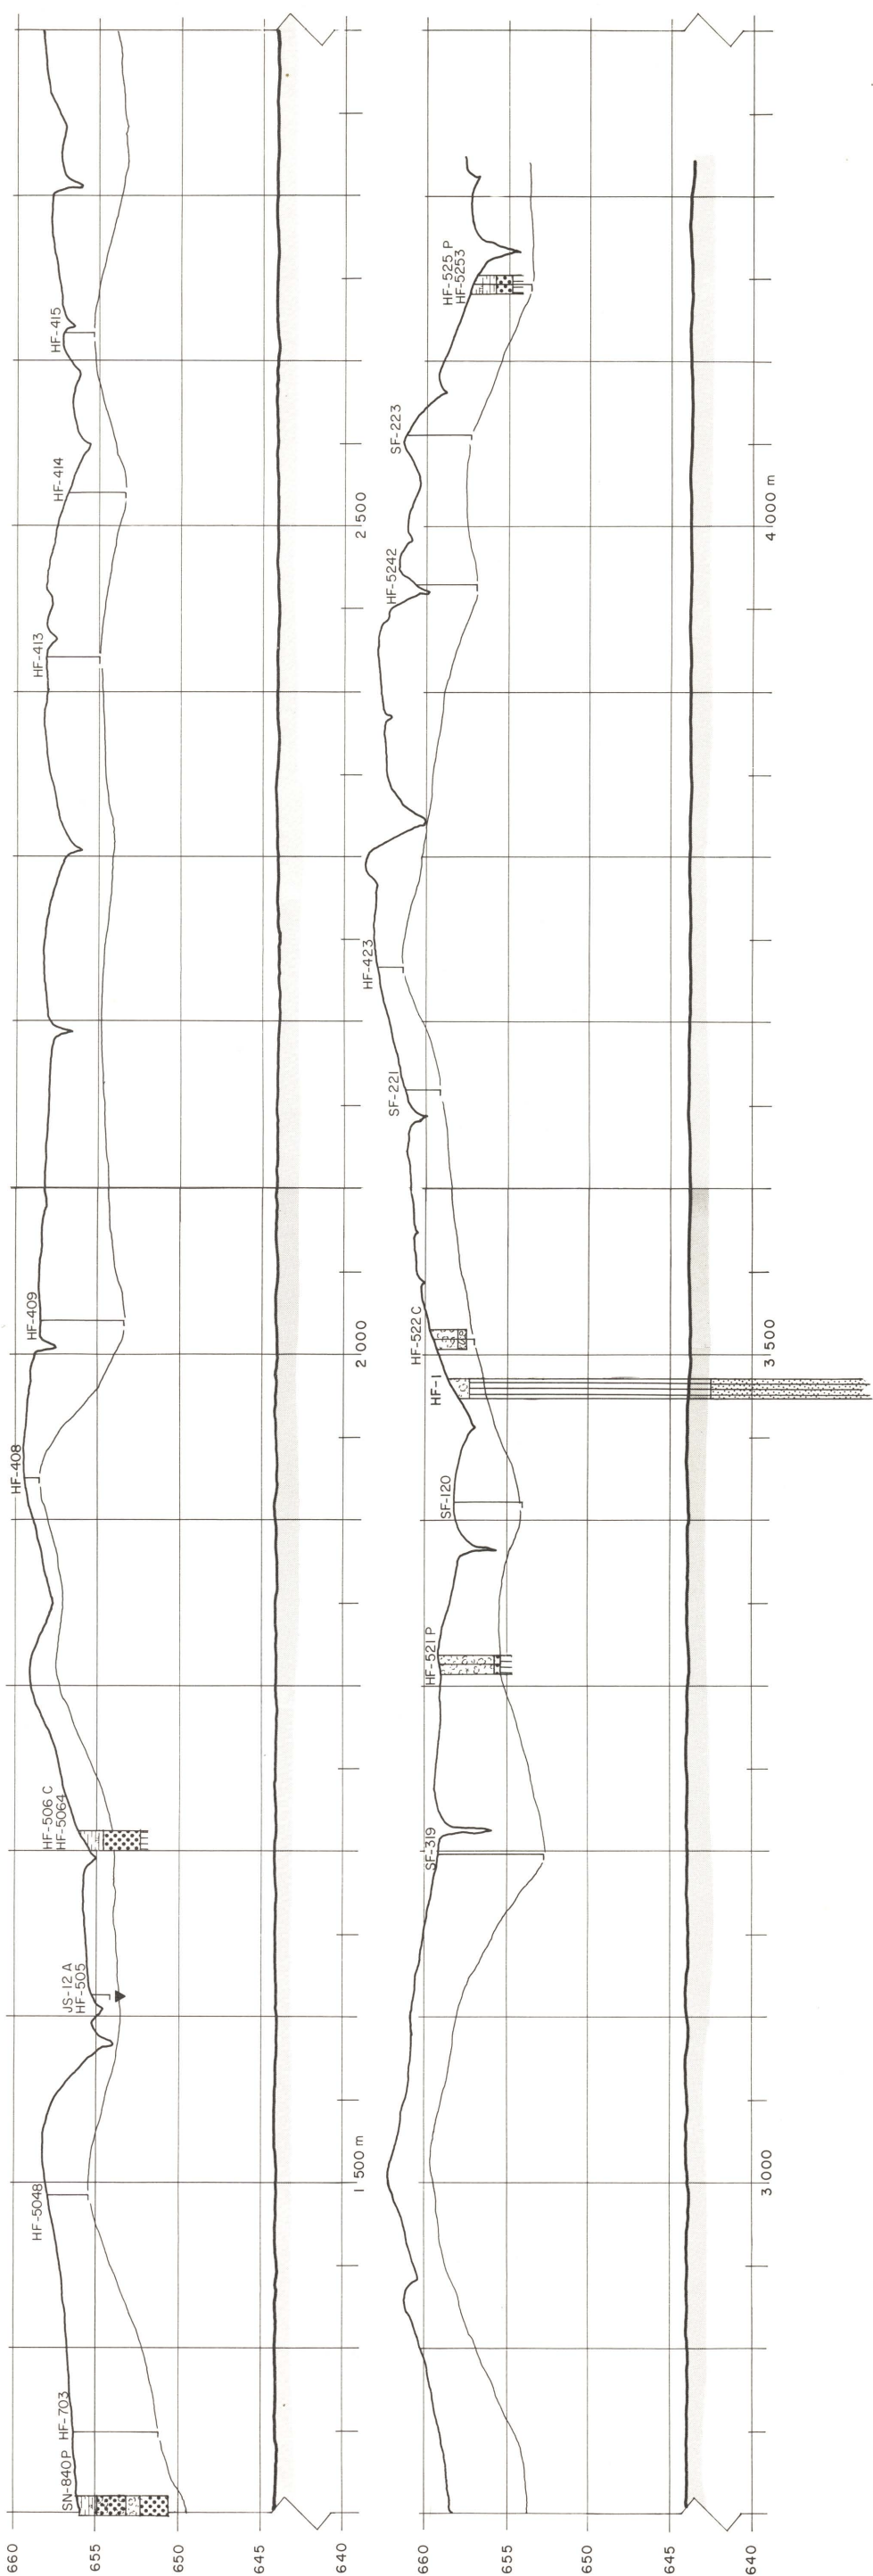 SN-840P
HF-703
HF-5048
JS-12 A
HF-505
HF-506 C
HF-5064
HF-408
HF-409
HF-413
HF-414
HF-415
660
655
650
645
640
1 500 m
2 000
2 500
SF-319
HF-521 P
SF-120
HF-1
HF-522 C
SF-221
HF-423
HF-5242
SF-223
HF-525 P
HF-5253
660
655
650
645
640
3 000
3 500
4 000 m